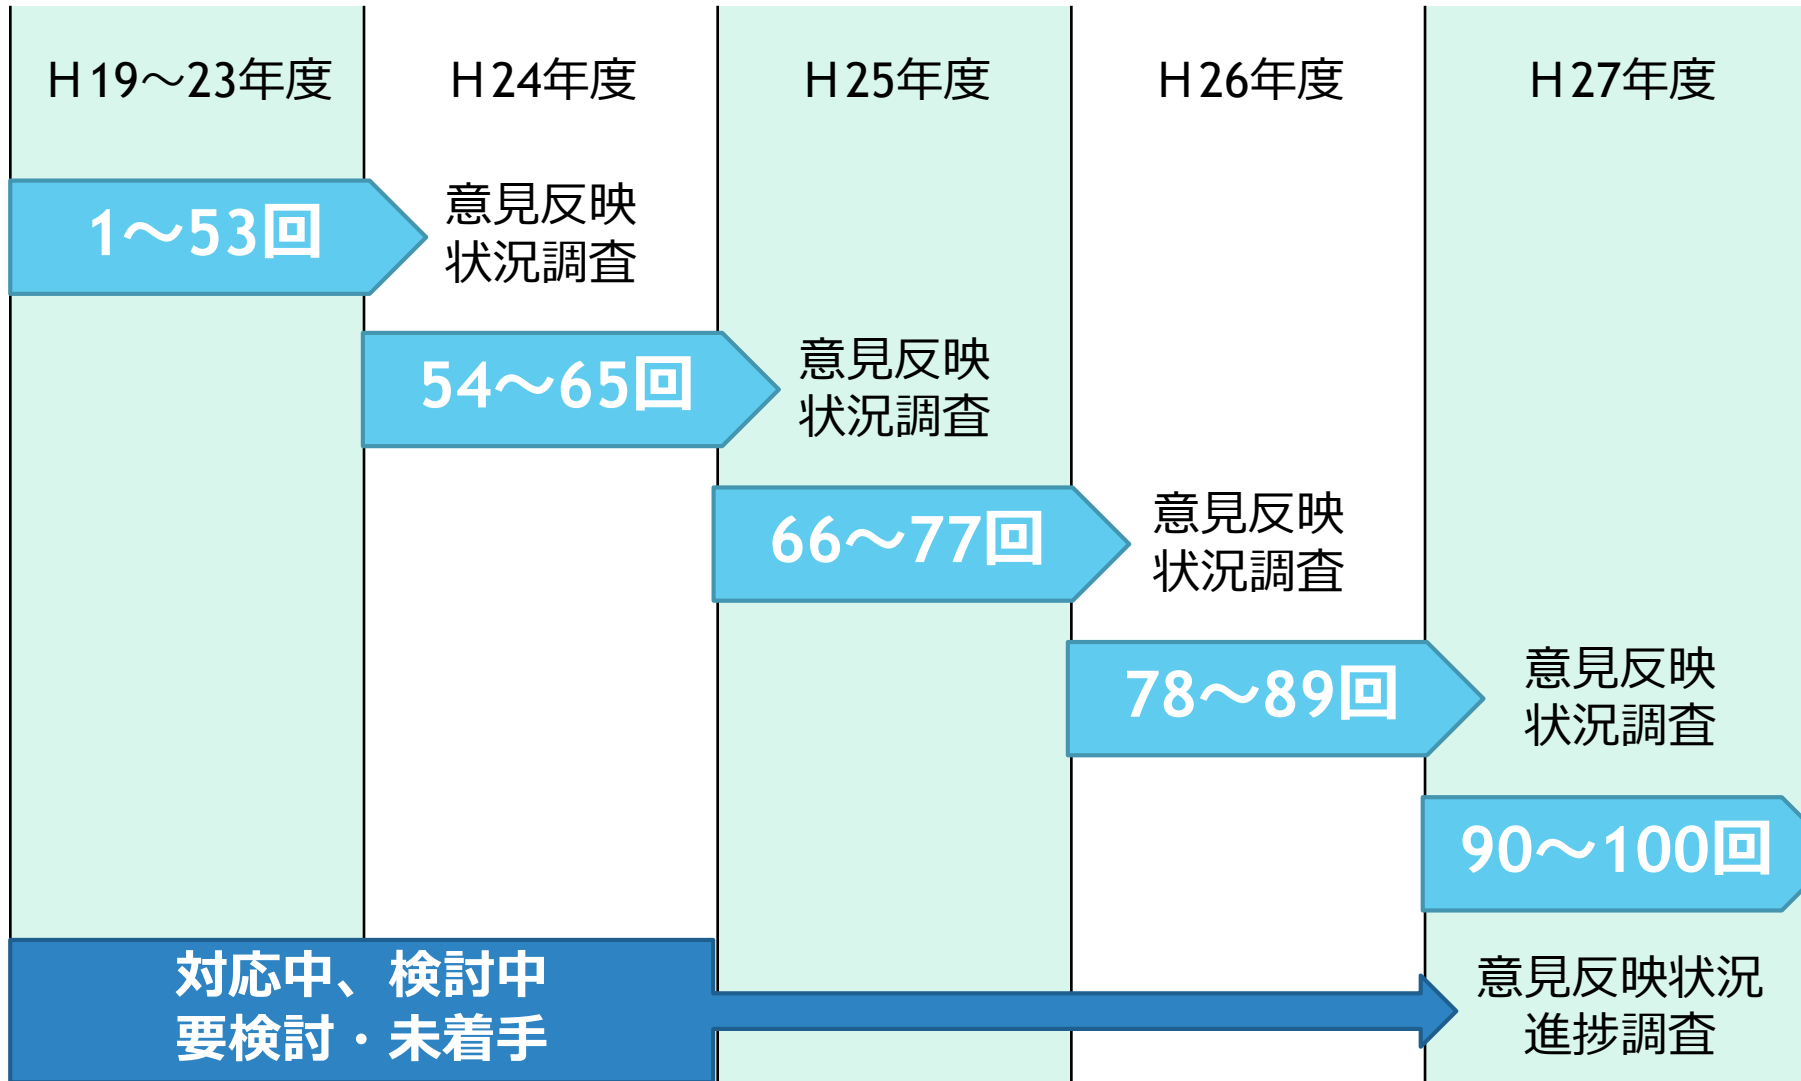 H19～23年度
H24年度
H25年度
H26年度
H27年度
1～53回
意見反映
状況調査
54～65回
意見反映
状況調査
66～77回
意見反映
状況調査
78～89回
意見反映
状況調査
90～100回
対応中、検討中
要検討・未着手
意見反映状況
進捗調査